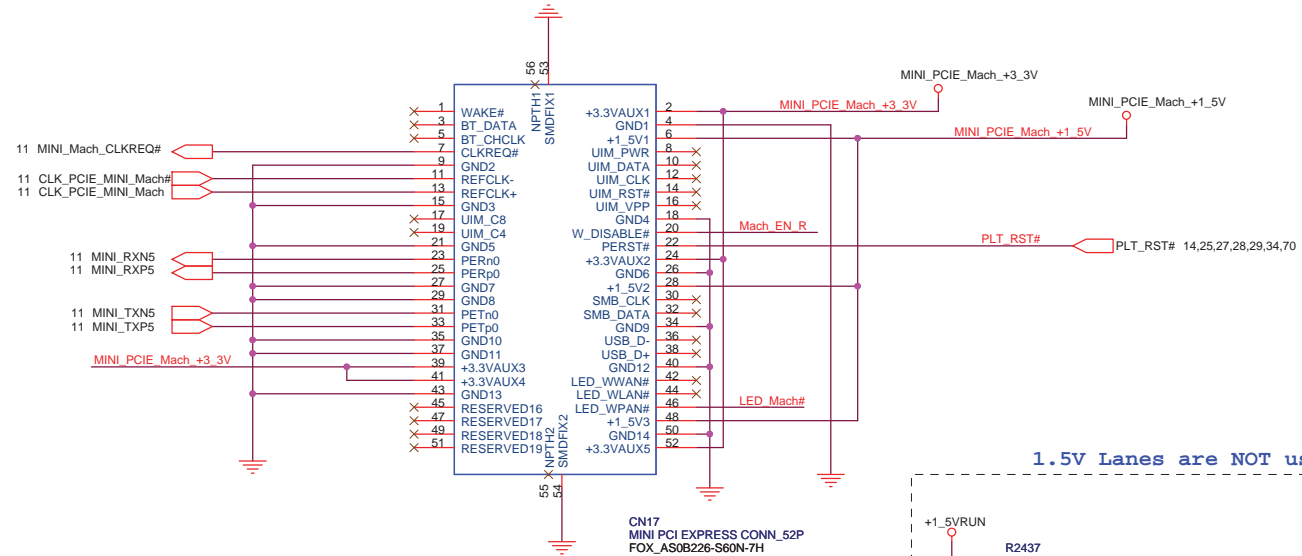 56
53
NPTH1
SMDFIX1
MINI_PCIE_Mach_+3_3V
MINI_PCIE_Mach_+1_5V
1 WAKE#
3 BT_DATA
5 BT_CHCLK
11 MINI_Mach_CLKREQ# 7 CLKREQ#
9 GND2
11 CLK_PCIE_MINI_Mach# 11 REFCLK-
11 CLK_PCIE_MINI_Mach 13 REFCLK+
15 GND3
17 UIM_C8
19 UIM_C4
21 GND5
11 MINI_RXN5 23 PERn0
11 MINI_RXP5 25 PERp0
27 GND7
29 GND8
11 MINI_TXN5 31 PETn0
11 MINI_TXP5 33 PETp0
35 GND10
37 GND11
MINI_PCIE_Mach_+3_3V 39 +3.3VAUX3
41 +3.3VAUX4
43 GND13
45 RESERVED16
47 RESERVED17
49 RESERVED18
51 RESERVED19
+3.3VAUX1 2 MINI_PCIE_Mach_+3_3V
GND1 4
+1_5V1 6 MINI_PCIE_Mach_+1_5V
UIM_PWR 8
UIM_DATA 10
UIM_CLK 12
UIM_RST# 14
UIM_VPP 16
GND4 18
W_DISABLE# 20 Mach_EN_R
PERST# 22 PLT_RST# PLT_RST# 14,25,27,28,29,34,70
+3.3VAUX2 24
GND6 26
+1_5V2 28
SMB_CLK 30
SMB_DATA 32
GND9 34
USB_D- 36
USB_D+ 38
GND12 40
LED_WWAN# 42
LED_WLAN# 44
LED_WPAN# 46 LED_Mach#
+1_5V3 48
GND14 50
+3.3VAUX5 52
NPTH2
SMDFIX2
55
54
CN17
MINI PCI EXPRESS CONN_52P
FOX_AS0B226-S60N-7H
1.5V Lanes are NOT us
+1_5VRUN
R2437